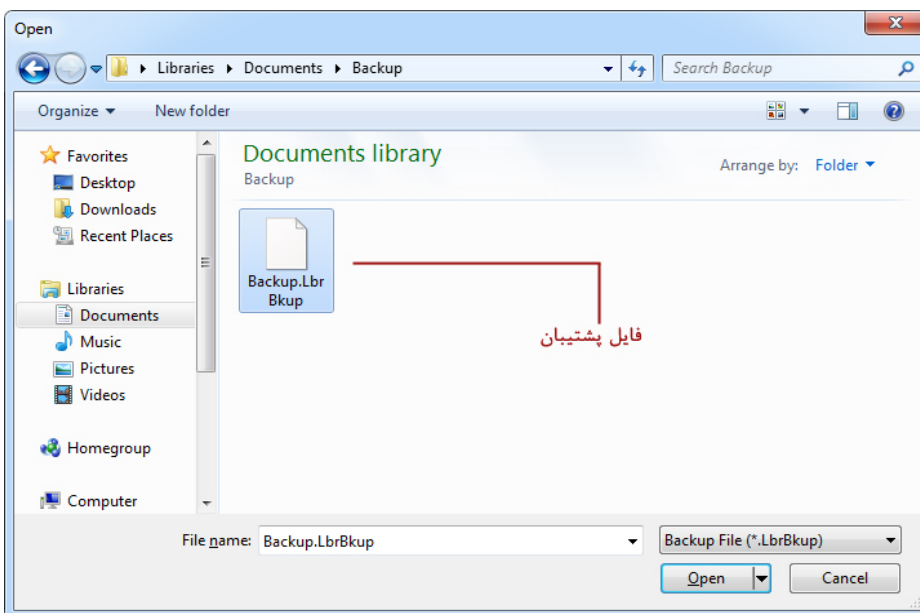 Open
Libraries Documents Backup
Search Backup
Organize New folder
Favorites
Desktop
Downloads
Recent Places
Libraries
Documents
Music
Pictures
Videos
Homegroup
Computer
Documents library
Backup
Arrange by: Folder
Backup.Lbr
Bkup
فایل پشتیبان
File name: Backup.LbrBkup
Backup File (*.LbrBkup)
Open Cancel